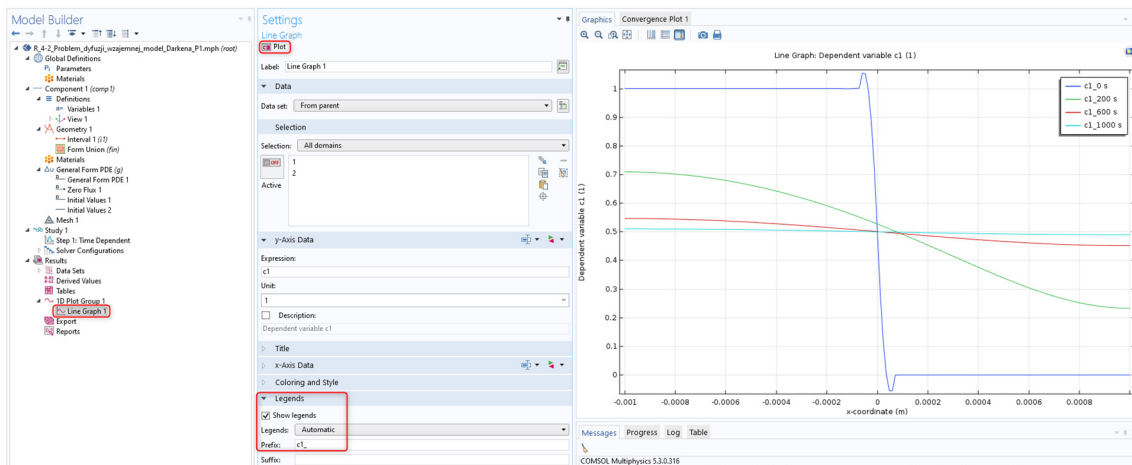 Model Builder
R_4-2_Problem_dyfuzji_wzajemnej_model_Darkena_P1.mph (root)
Global Definitions
Pi Parameters
Materials
Component 1 (comp1)
Definitions
a= Variables 1
View 1
Geometry 1
Interval 1 (i1)
Form Union (fin)
Materials
Δu General Form PDE (g)
General Form PDE 1
Zero Flux 1
Initial Values 1
Initial Values 2
Mesh 1
Study 1
Step 1: Time Dependent
Solver Configurations
Results
Data Sets
Derived Values
Tables
1D Plot Group 1
Line Graph 1
Export
Reports
Settings
Line Graph
Plot
Label: Line Graph 1
Data
Data set: From parent
Selection
Selection: All domains
OFF
Active
1
2
y-Axis Data
Expression:
c1
Unit:
1
Description:
Dependent variable c1
Title
x-Axis Data
Coloring and Style
Legends
Show legends
Legends: Automatic
Prefix: c1_
Suffix:
Graphics Convergence Plot 1
Line Graph: Dependent variable c1 (1)
c1_0 s
c1_200 s
c1_600 s
c1_1000 s
Dependent variable c1 (1)
1
0.9
0.8
0.7
0.6
0.5
0.4
0.3
0.2
0.1
0
-0.001 -0.0008 -0.0006 -0.0004 -0.0002 0 0.0002 0.0004 0.0006 0.0008
x-coordinate (m)
Messages Progress Log Table
COMSOL Multiphysics 5.3.0.316